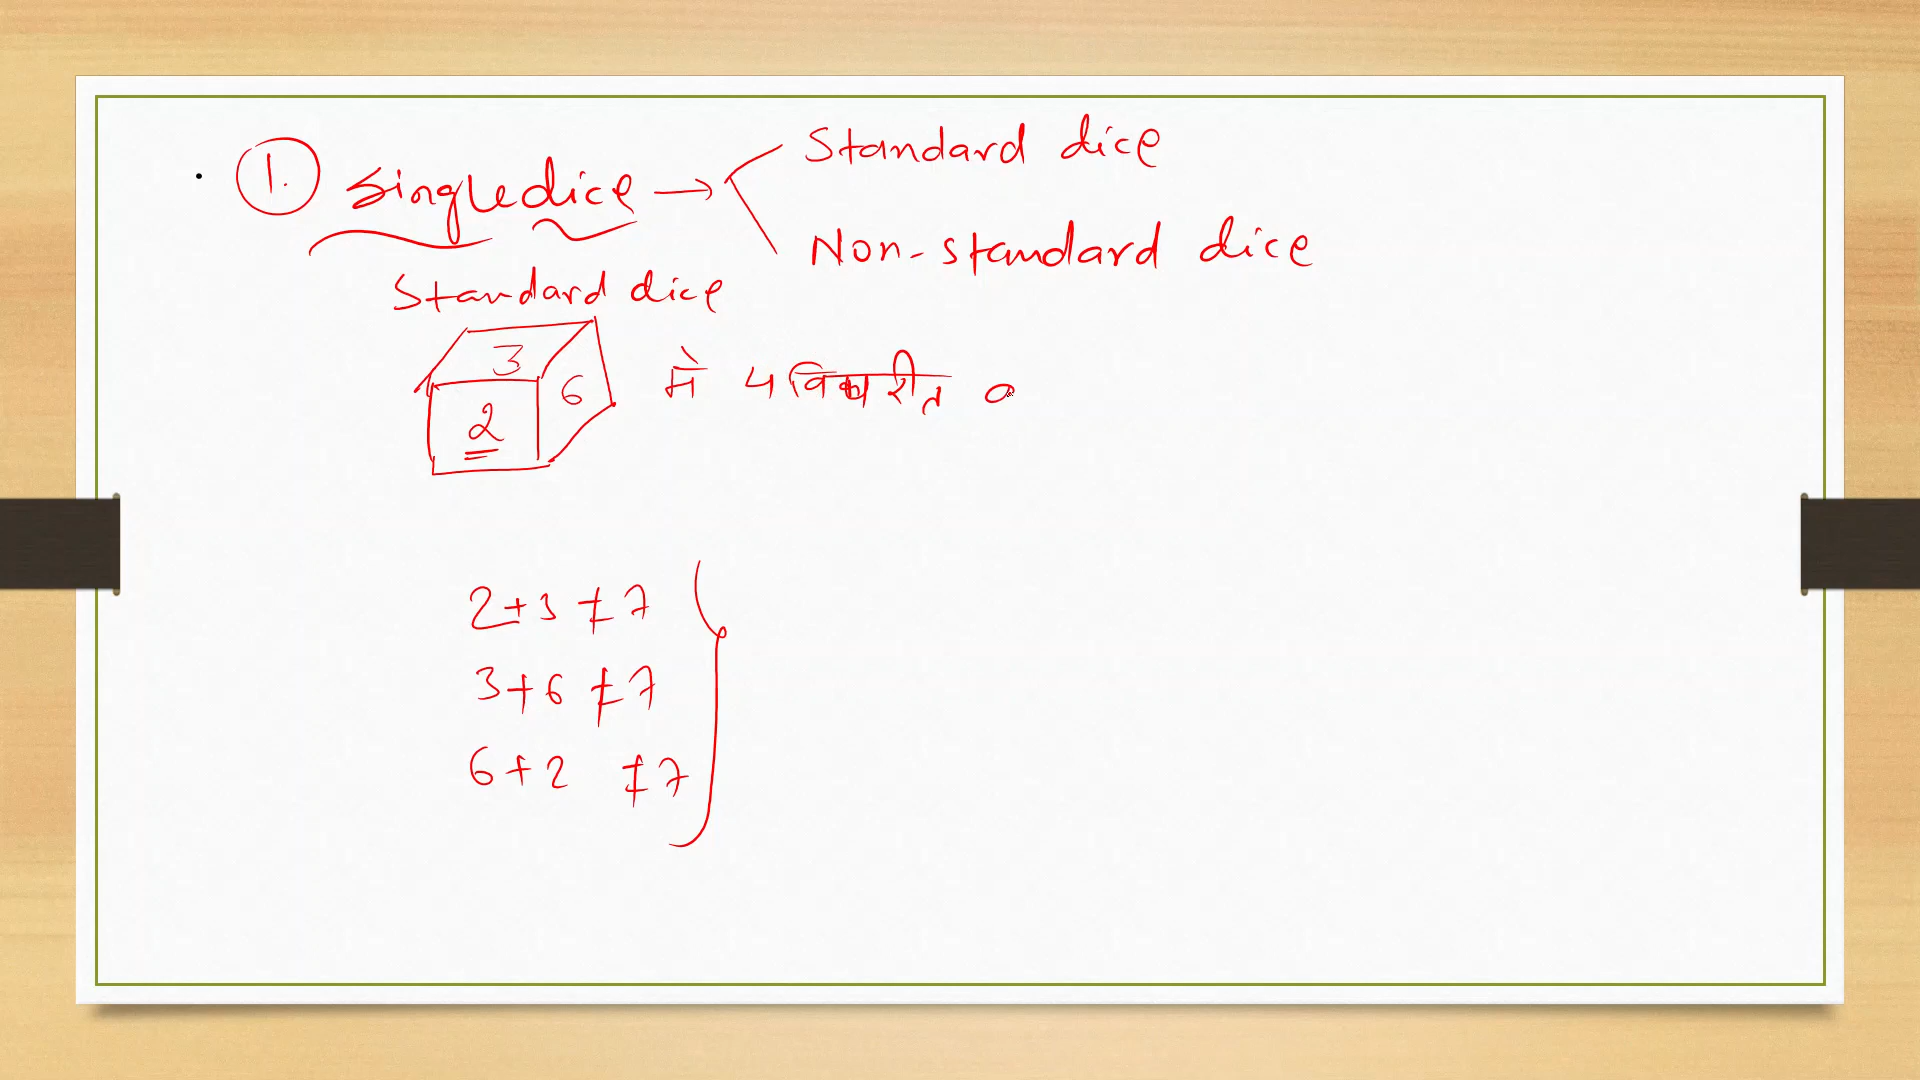 1. Single dice →
Standard dice
Non-standard dice
Standard dice
3
6
2
में 4 विपरीत
2+3 ≠ 7
3+6 ≠ 7
6+2 ≠ 7